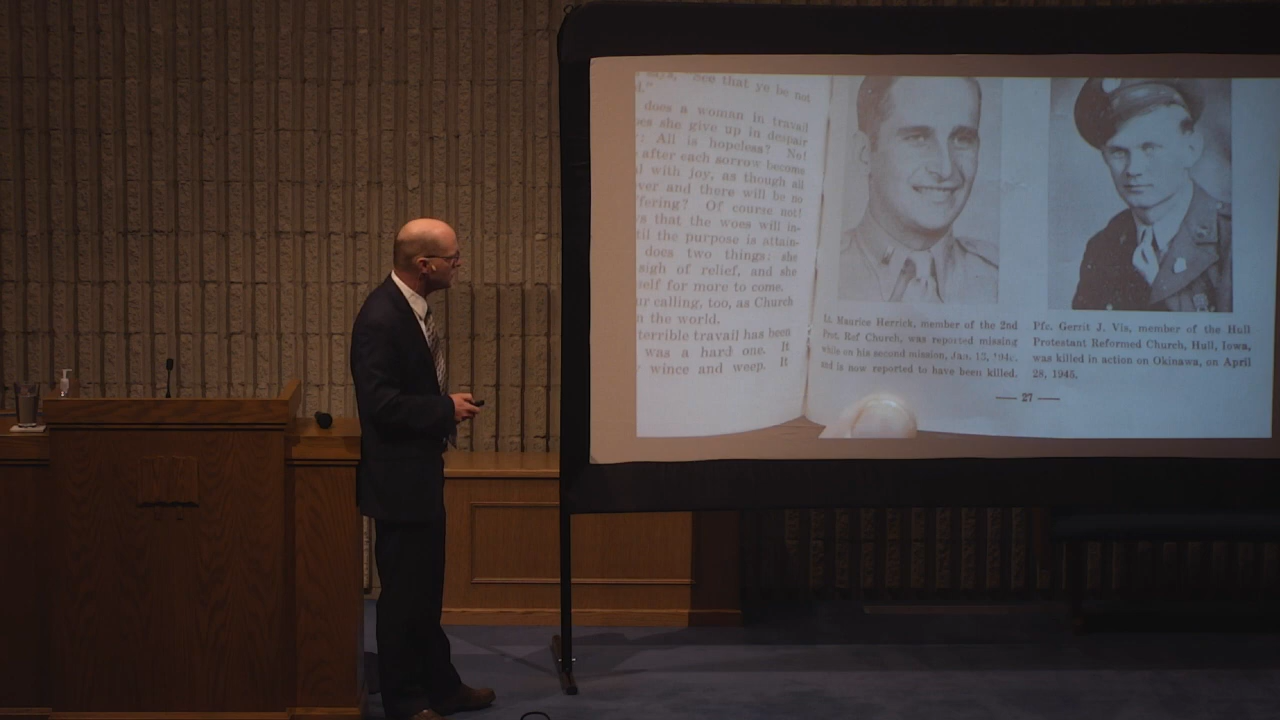 says, "See that ye be not
does a woman in travail
oes she give up in despair
? All is hopeless? No!
after each sorrow become
l with joy, as though all
ver and there will be no
fering? Of course not!
s that the woes will in-
til the purpose is attain-
does two things: she
sigh of relief, and she
self for more to come.
ur calling, too, as Church
n the world.
terrible travail has been
was a hard one. It
wince and weep. It
Lt. Maurice Herrick, member of the 2nd
Prot. Ref Church, was reported missing
while on his second mission, Jan. 13,
and is now reported to have been killed.
Pfc. Gerrit J. Vis, member of the Hull
Protestant Reformed Church, Hull, Iowa,
was killed in action on Okinawa, on April
28, 1945.
— 27 —